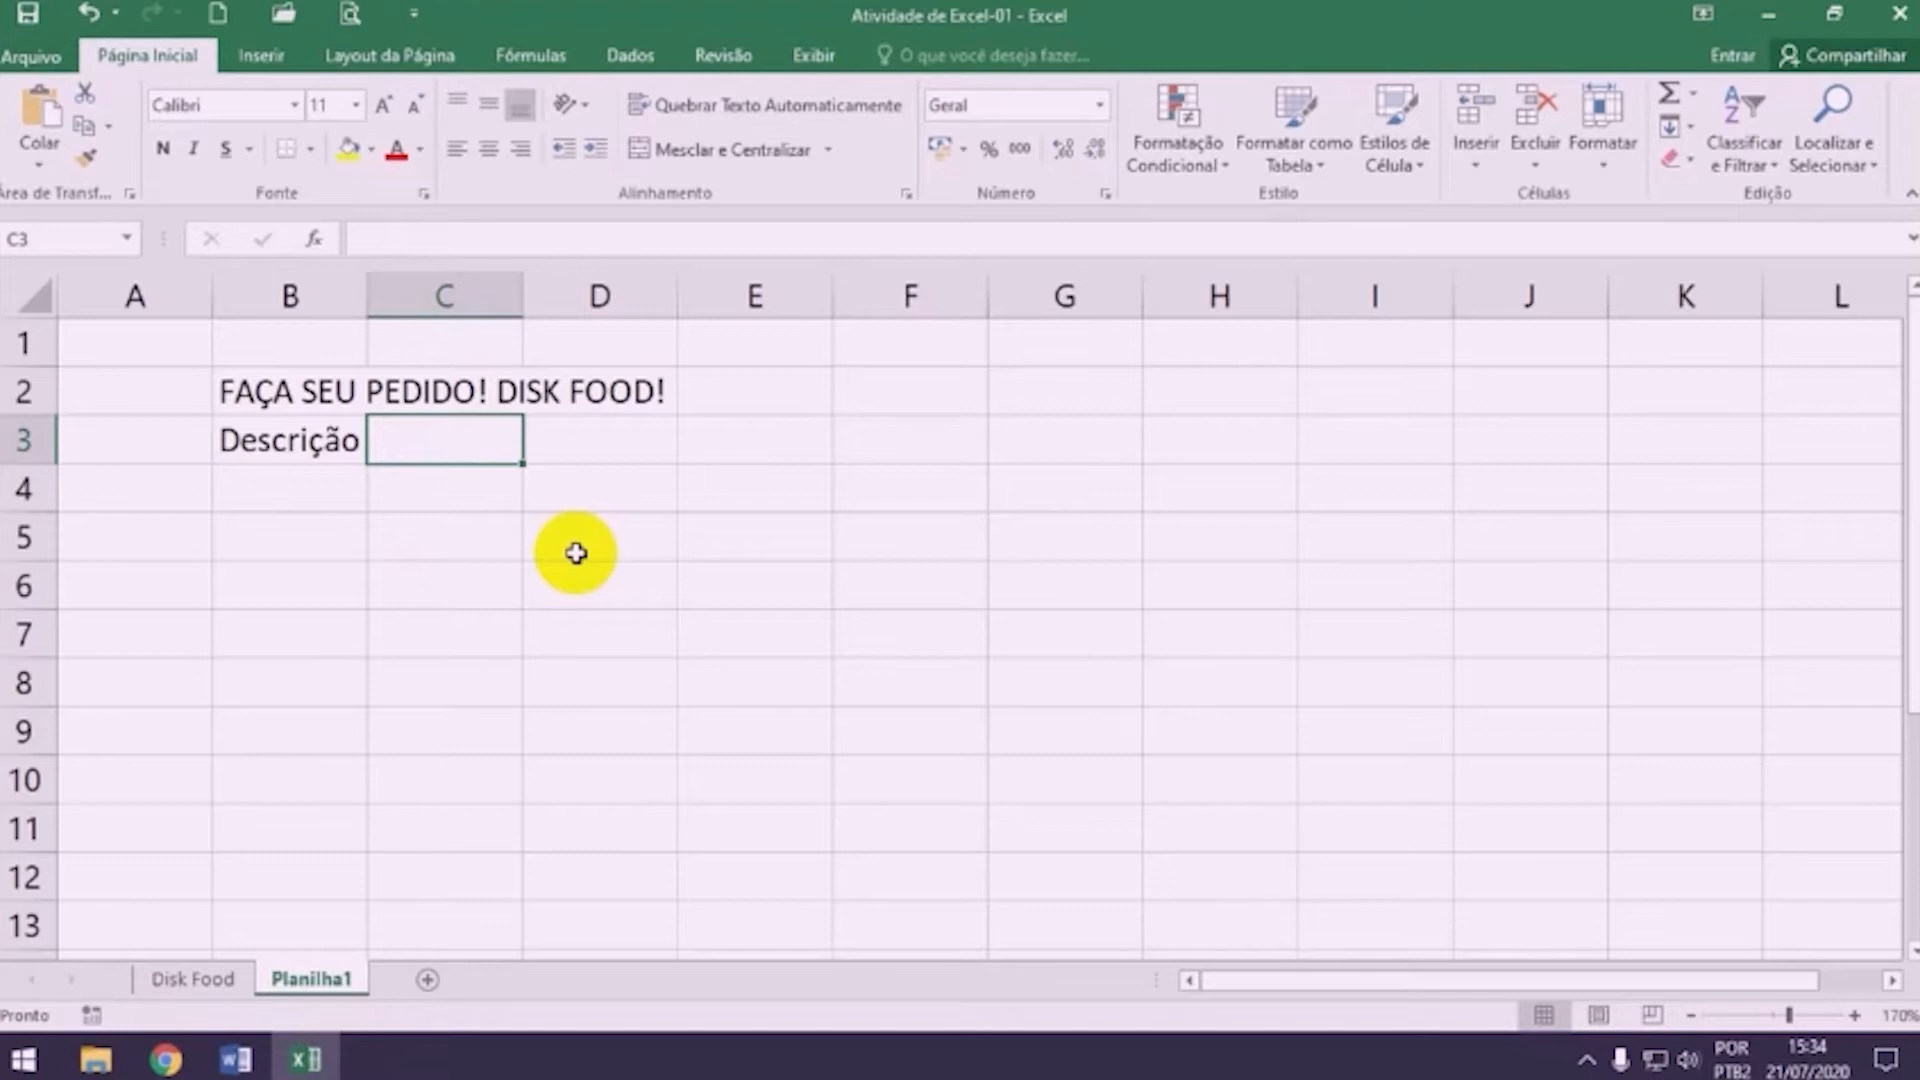 Atividade de Excel-01 - Excel
Arquivo Página Inicial Inserir Layout da Página Fórmulas Dados Revisão Exibir O que você deseja fazer... Entrar Compartilhar
Colar
Área de Transf...
Calibri 11
N I S
Fonte
Quebrar Texto Automaticamente
Mesclar e Centralizar
Alinhamento
Geral
% 000
Número
Formatação Condicional
Formatar como Tabela
Estilos de Célula
Estilo
Inserir Excluir Formatar
Células
Classificar e Filtrar
Localizar e Selecionar
Edição
C3 fx
A B C D E F G H I J K L
1
2 FAÇA SEU PEDIDO! DISK FOOD!
3 Descrição
4
5
6
7
8
9
10
11
12
13
Disk Food Planilha1
Pronto 170%
POR 15:34
PTB2 21/07/2020